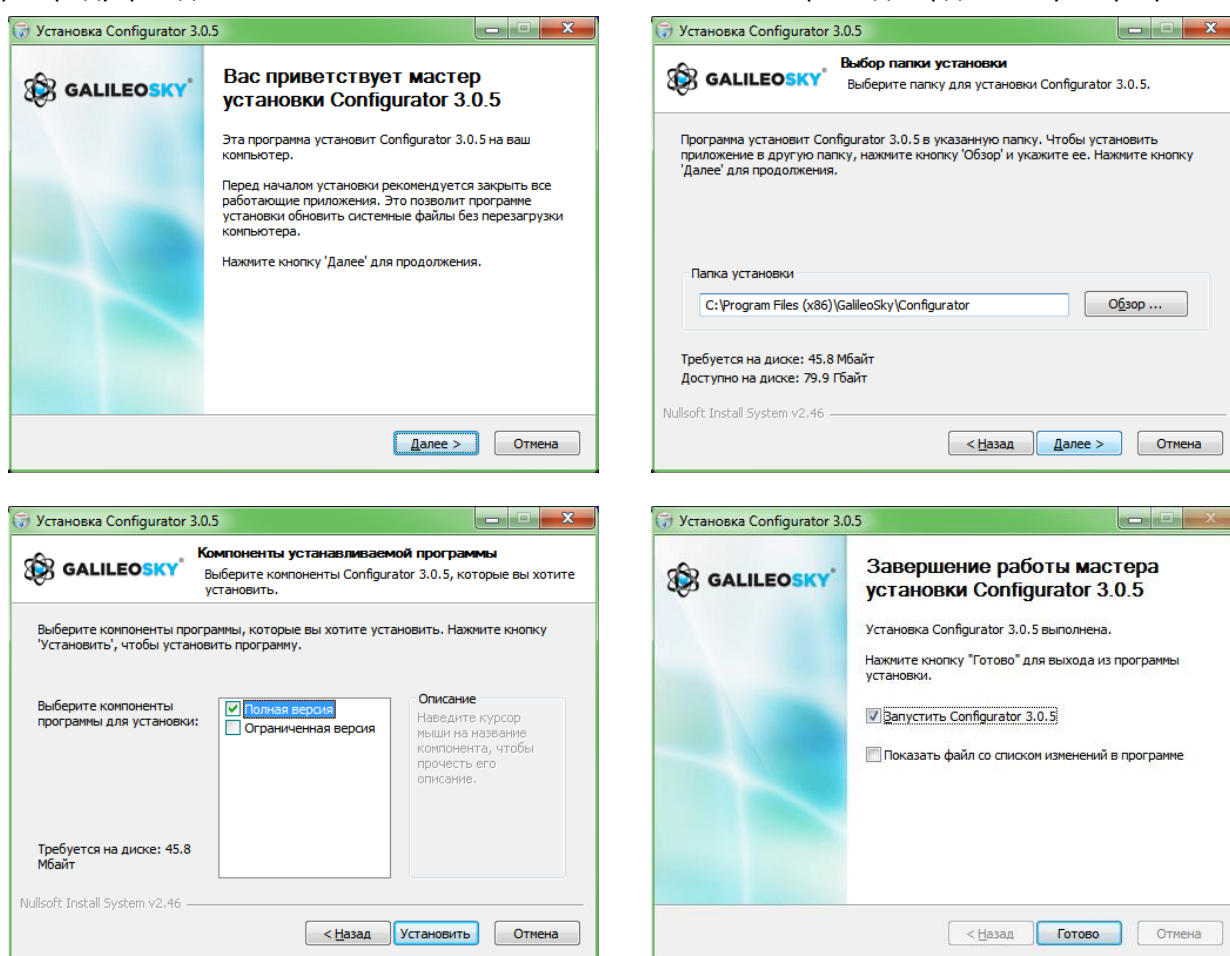 Установка Configurator 3.0.5
GALILEOSKY®
Вас приветствует мастер
установки Configurator 3.0.5
Эта программа установит Configurator 3.0.5 на ваш
компьютер.
Перед началом установки рекомендуется закрыть все
работающие приложения. Это позволит программе
установки обновить системные файлы без перезагрузки
компьютера.
Нажмите кнопку 'Далее' для продолжения.
Далее >
Отмена
Установка Configurator 3.0.5
GALILEOSKY®
Выбор папки установки
Выберите папку для установки Configurator 3.0.5.
Программа установит Configurator 3.0.5 в указанную папку. Чтобы установить
приложение в другую папку, нажмите кнопку 'Обзор' и укажите ее. Нажмите кнопку
'Далее' для продолжения.
Папка установки
C:\Program Files (x86)\GalileoSky\Configurator
Обзор ...
Требуется на диске: 45.8 Мбайт
Доступно на диске: 79.9 Гбайт
Nullsoft Install System v2.46
< Назад
Далее >
Отмена
Установка Configurator 3.0.5
GALILEOSKY®
Компоненты устанавливаемой программы
Выберите компоненты Configurator 3.0.5, которые вы хотите
установить.
Выберите компоненты программы, которые вы хотите установить. Нажмите кнопку
'Установить', чтобы установить программу.
Выберите компоненты
программы для установки:
Полная версия
Ограниченная версия
Описание
Наведите курсор
мыши на название
компонента, чтобы
прочесть его
описание.
Требуется на диске: 45.8
Мбайт
Nullsoft Install System v2.46
< Назад
Установить
Отмена
Установка Configurator 3.0.5
GALILEOSKY®
Завершение работы мастера
установки Configurator 3.0.5
Установка Configurator 3.0.5 выполнена.
Нажмите кнопку "Готово" для выхода из программы
установки.
Запустить Configurator 3.0.5
Показать файл со списком изменений в программе
< Назад
Готово
Отмена